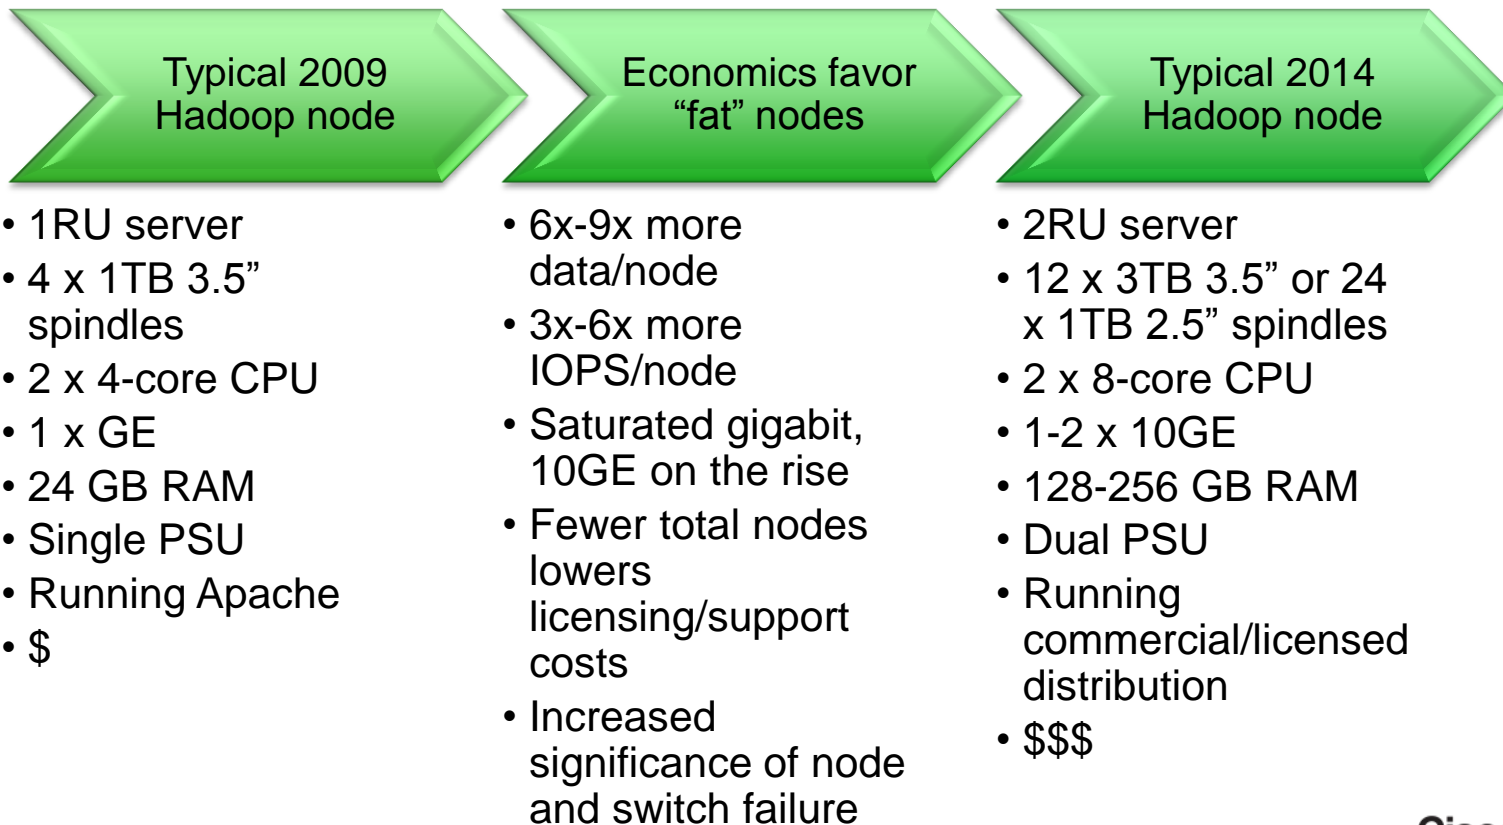 Typical 2009
Hadoop node
• 1RU server
• 4 x 1TB 3.5”
spindles
• 2 x 4-core CPU
• 1 x GE
• 24 GB RAM
• Single PSU
• Running Apache
• $
Economics favor
“fat” nodes
• 6x-9x more
data/node
• 3x-6x more
IOPS/node
• Saturated gigabit,
10GE on the rise
• Fewer total nodes
lowers
licensing/support
costs
• Increased
significance of node
and switch failure
Typical 2014
Hadoop node
• 2RU server
• 12 x 3TB 3.5” or 24
x 1TB 2.5” spindles
• 2 x 8-core CPU
• 1-2 x 10GE
• 128-256 GB RAM
• Dual PSU
• Running
commercial/licensed
distribution
• $$$